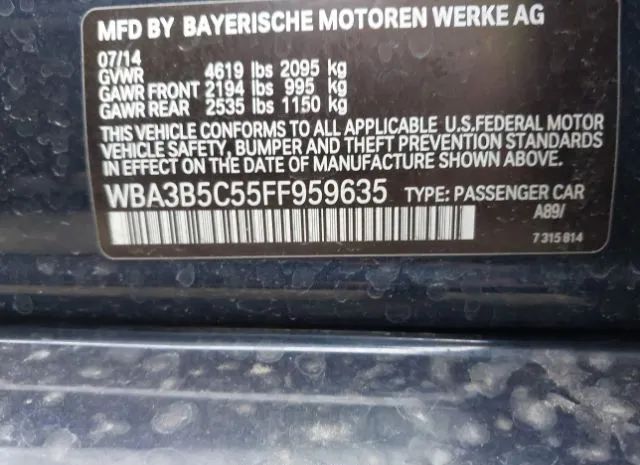 MFD BY BAYERISCHE MOTOREN WERKE AG
07/14
GVWR 4619 lbs 2095 kg
GAWR FRONT 2194 lbs 995 kg
GAWR REAR 2535 lbs 1150 kg
THIS VEHICLE CONFORMS TO ALL APPLICABLE U.S.FEDERAL MOTOR
VEHICLE SAFETY, BUMPER AND THEFT PREVENTION STANDARDS
IN EFFECT ON THE DATE OF MANUFACTURE SHOWN ABOVE.
WBA3B5C55FF959635 TYPE: PASSENGER CAR
A89/
7 315 814